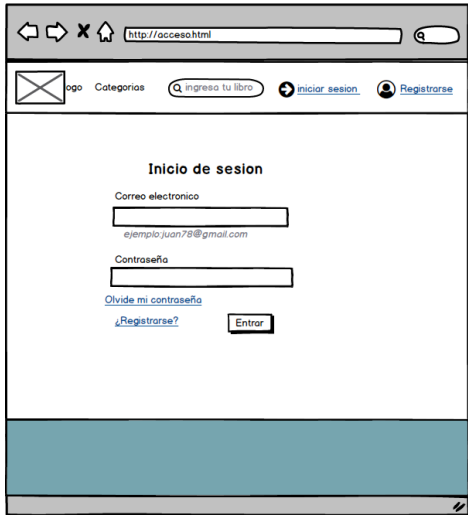 http://acceso.html
ogo Categorias ingresa tu libro iniciar sesion Registrarse
Inicio de sesion
Correo electronico
ejemplo:juan78@gmail.com
Contraseña
Olvide mi contraseña
¿Registrarse?
Entrar